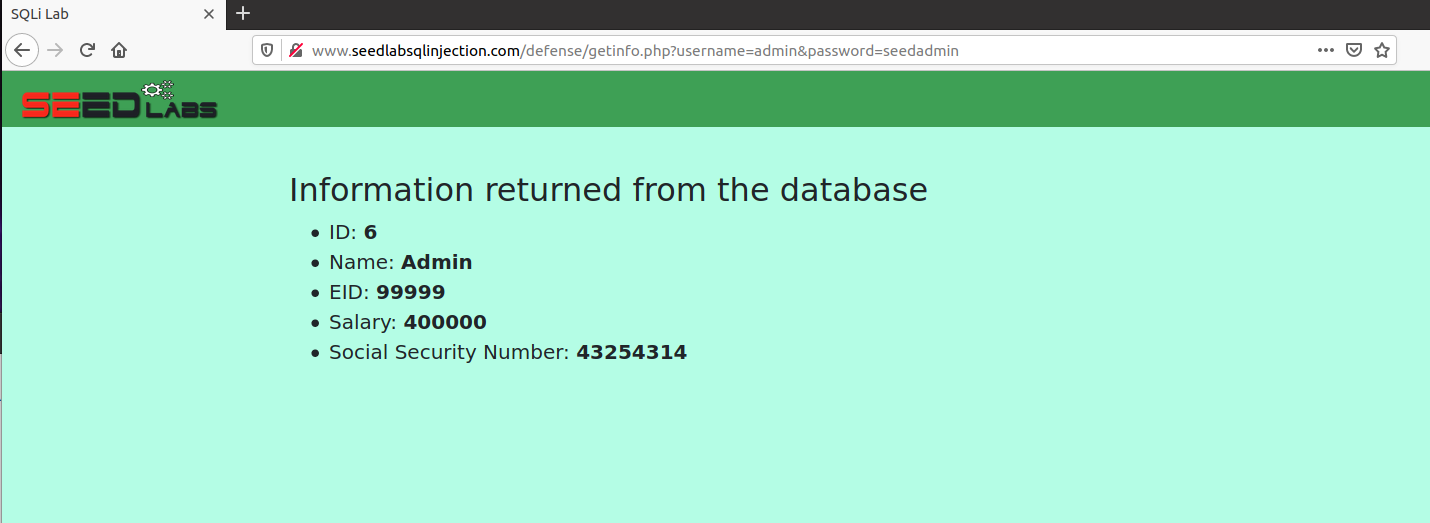 SQLi Lab
www.seedlabsqlinjection.com/defense/getinfo.php?username=admin&password=seedadmin
SEED LABS
Information returned from the database
• ID: 6
• Name: Admin
• EID: 99999
• Salary: 400000
• Social Security Number: 43254314